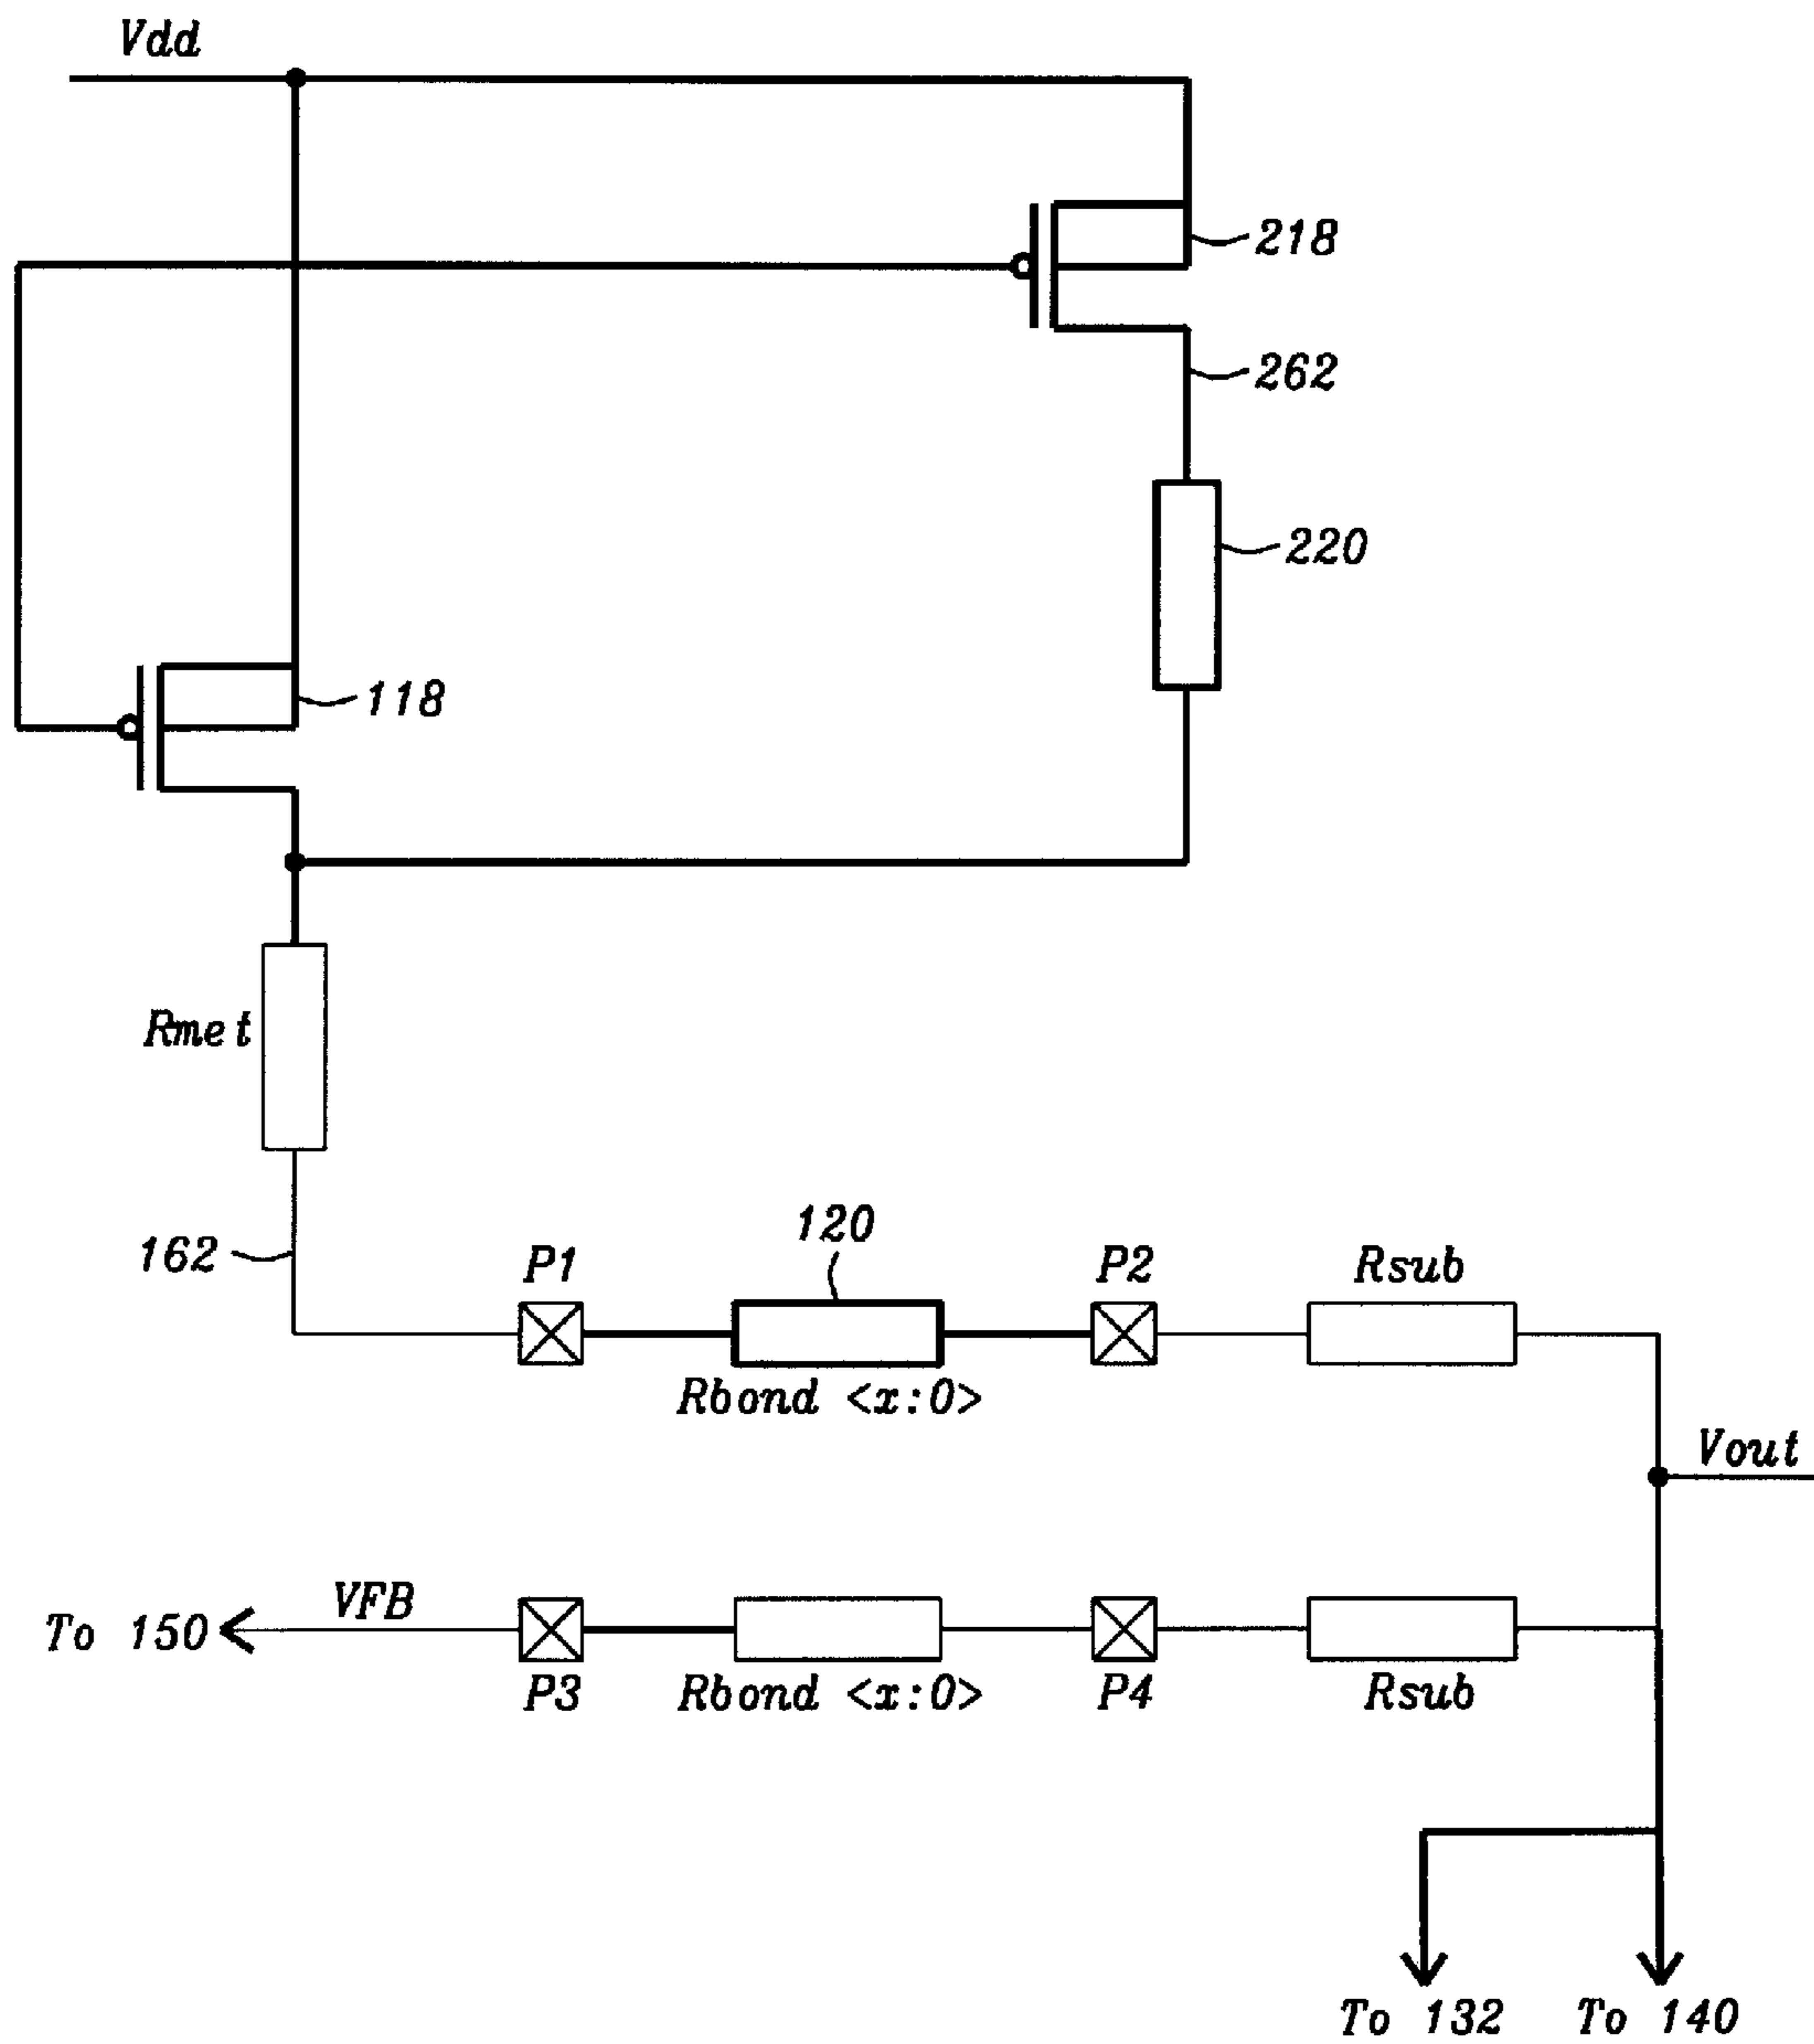 Vdd
218
262
220
118
Rmet
162
120
P1
P2
Rsub
Rbond <x:0>
Vout
VFB
To 150
P3
Rbond <x:0>
P4
Rsub
To 132
To 140